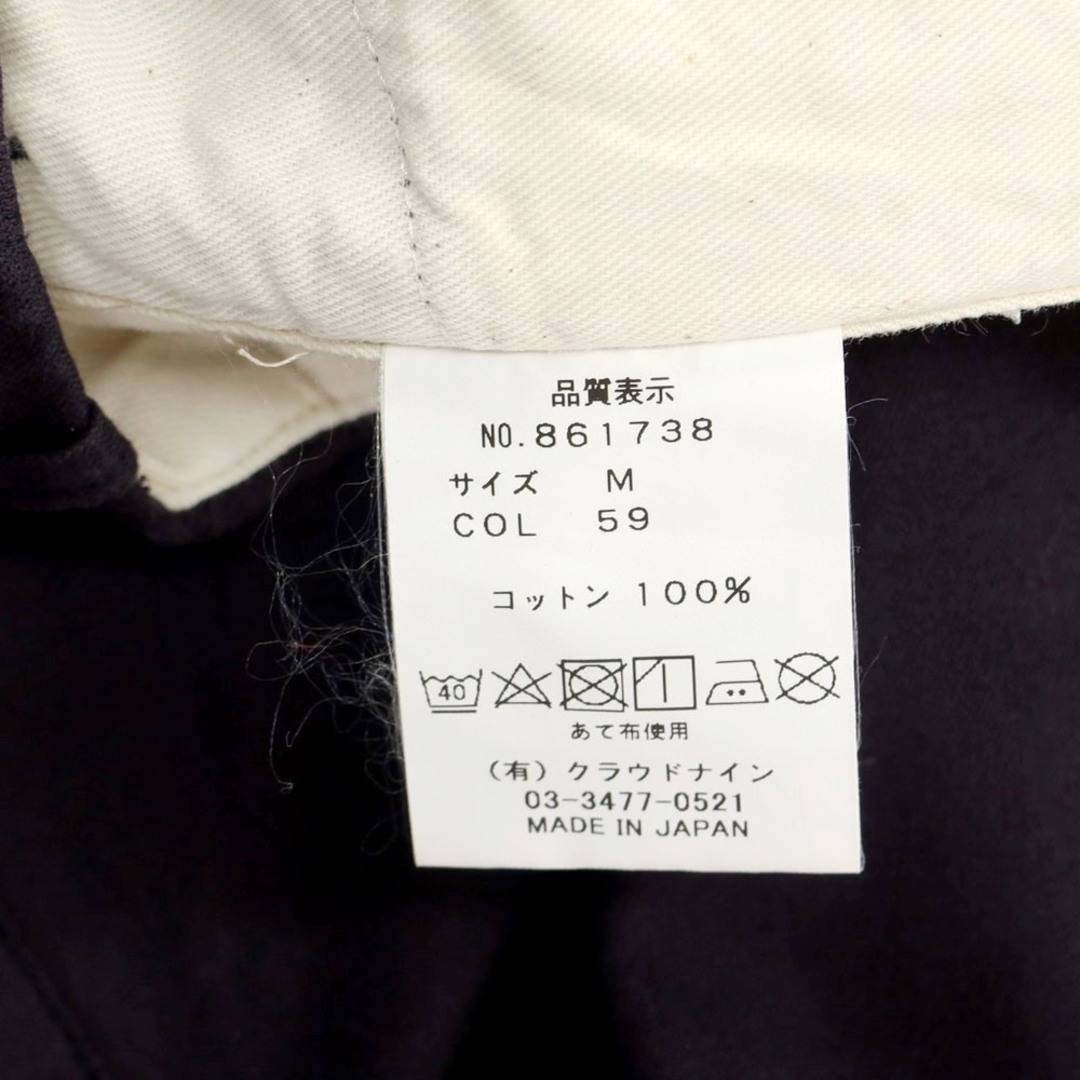 品質表示
NO.861738
サイズ M
COL 59
コットン 100%
40
あて布使用
(有)クラウドナイン
03-3477-0521
MADE IN JAPAN